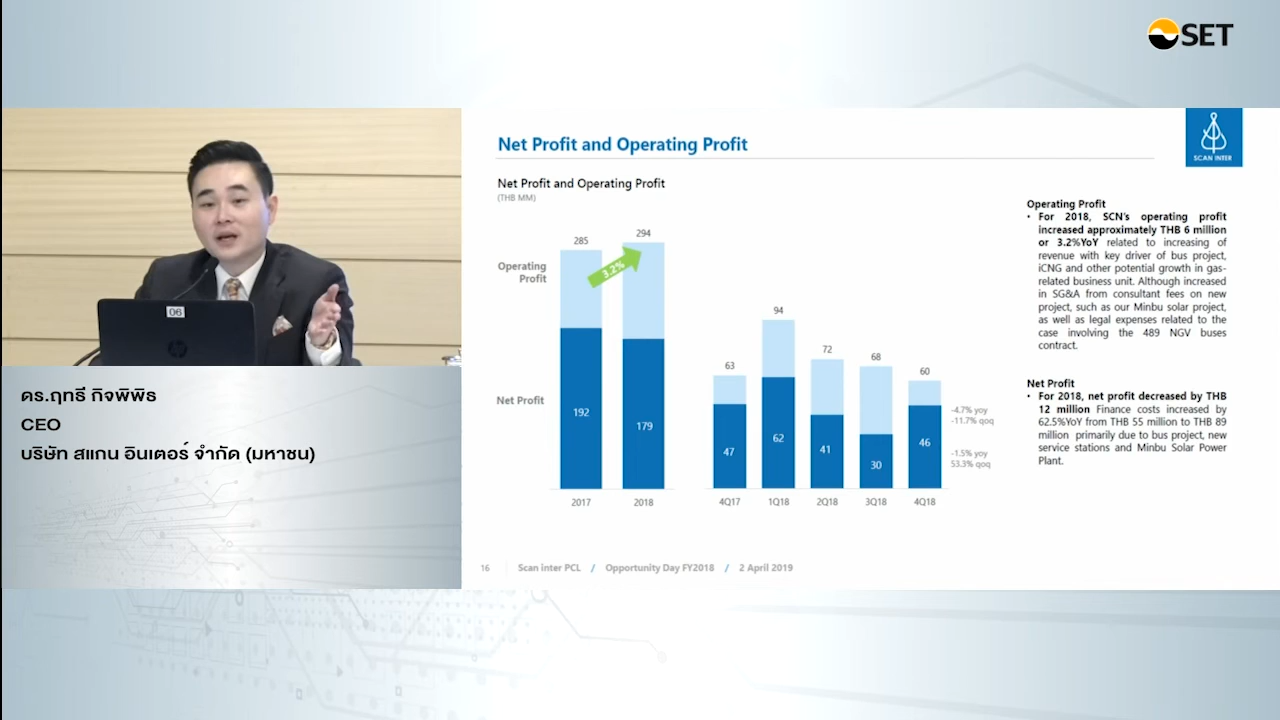 SET
Net Profit and Operating Profit
SCAN INTER
Net Profit and Operating Profit
(THB MM)
285
294
Operating
Profit
3.2%
Net Profit
192
179
2017
2018
63
94
72
68
60
47
62
41
30
46
-4.7% yoy
-11.7% qoq
-1.5% yoy
53.3% qoq
4Q17
1Q18
2Q18
3Q18
4Q18
Operating Profit
• For 2018, SCN's operating profit
increased approximately THB 6 million
or 3.2%YoY related to increasing of
revenue with key driver of bus project,
iCNG and other potential growth in gas-
related business unit. Although increased
in SG&A from consultant fees on new
project, such as our Minbu solar project,
as well as legal expenses related to the
case involving the 489 NGV buses
contract.
Net Profit
• For 2018, net profit decreased by THB
12 million Finance costs increased by
62.5%YoY from THB 55 million to THB 89
million primarily due to bus project, new
service stations and Minbu Solar Power
Plant.
16 Scan inter PCL / Opportunity Day FY2018 / 2 April 2019
06
hp
ดร.ฤทธี กิจพิพิธ
CEO
บริษัท สแกน อินเตอร์ จำกัด (มหาชน)